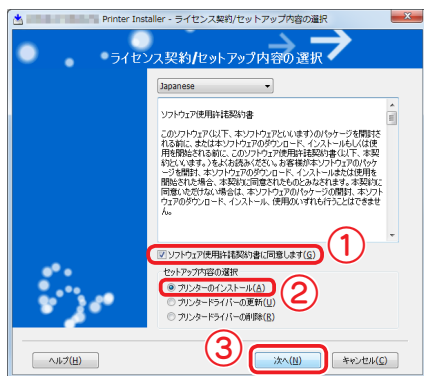 Printer Installer - ライセンス契約/セットアップ内容の選択
ライセンス契約/セットアップ内容の選択
Japanese
ソフトウェア使用許諾契約書
このソフトウェア(以下、本ソフトウェアといいます)のパッケージを開封さ
れる前に、または本ソフトウェアのダウンロード、インストールもしくは使
用を開始される前に、このソフトウェア使用許諾契約書(以下、本契
約といいます。)をよくお読みください。お客様が本ソフトウェアのパッケ
ージを開封、本ソフトウェアのダウンロード、インストールまたは使用を
開始された場合、本契約に同意されたものとみなされます。本契約に
同意いただけない場合は、本ソフトウェアのパッケージの開封、本ソフト
ウェアのダウンロード、インストール、使用のいずれも行うことはできませ
ん。
ソフトウェア使用許諾契約書に同意します(G)
①
セットアップ内容の選択
プリンターのインストール(A)
②
プリンタードライバーの更新(U)
プリンタードライバーの削除(R)
③
ヘルプ(H)
次へ(N)
キャンセル(C)